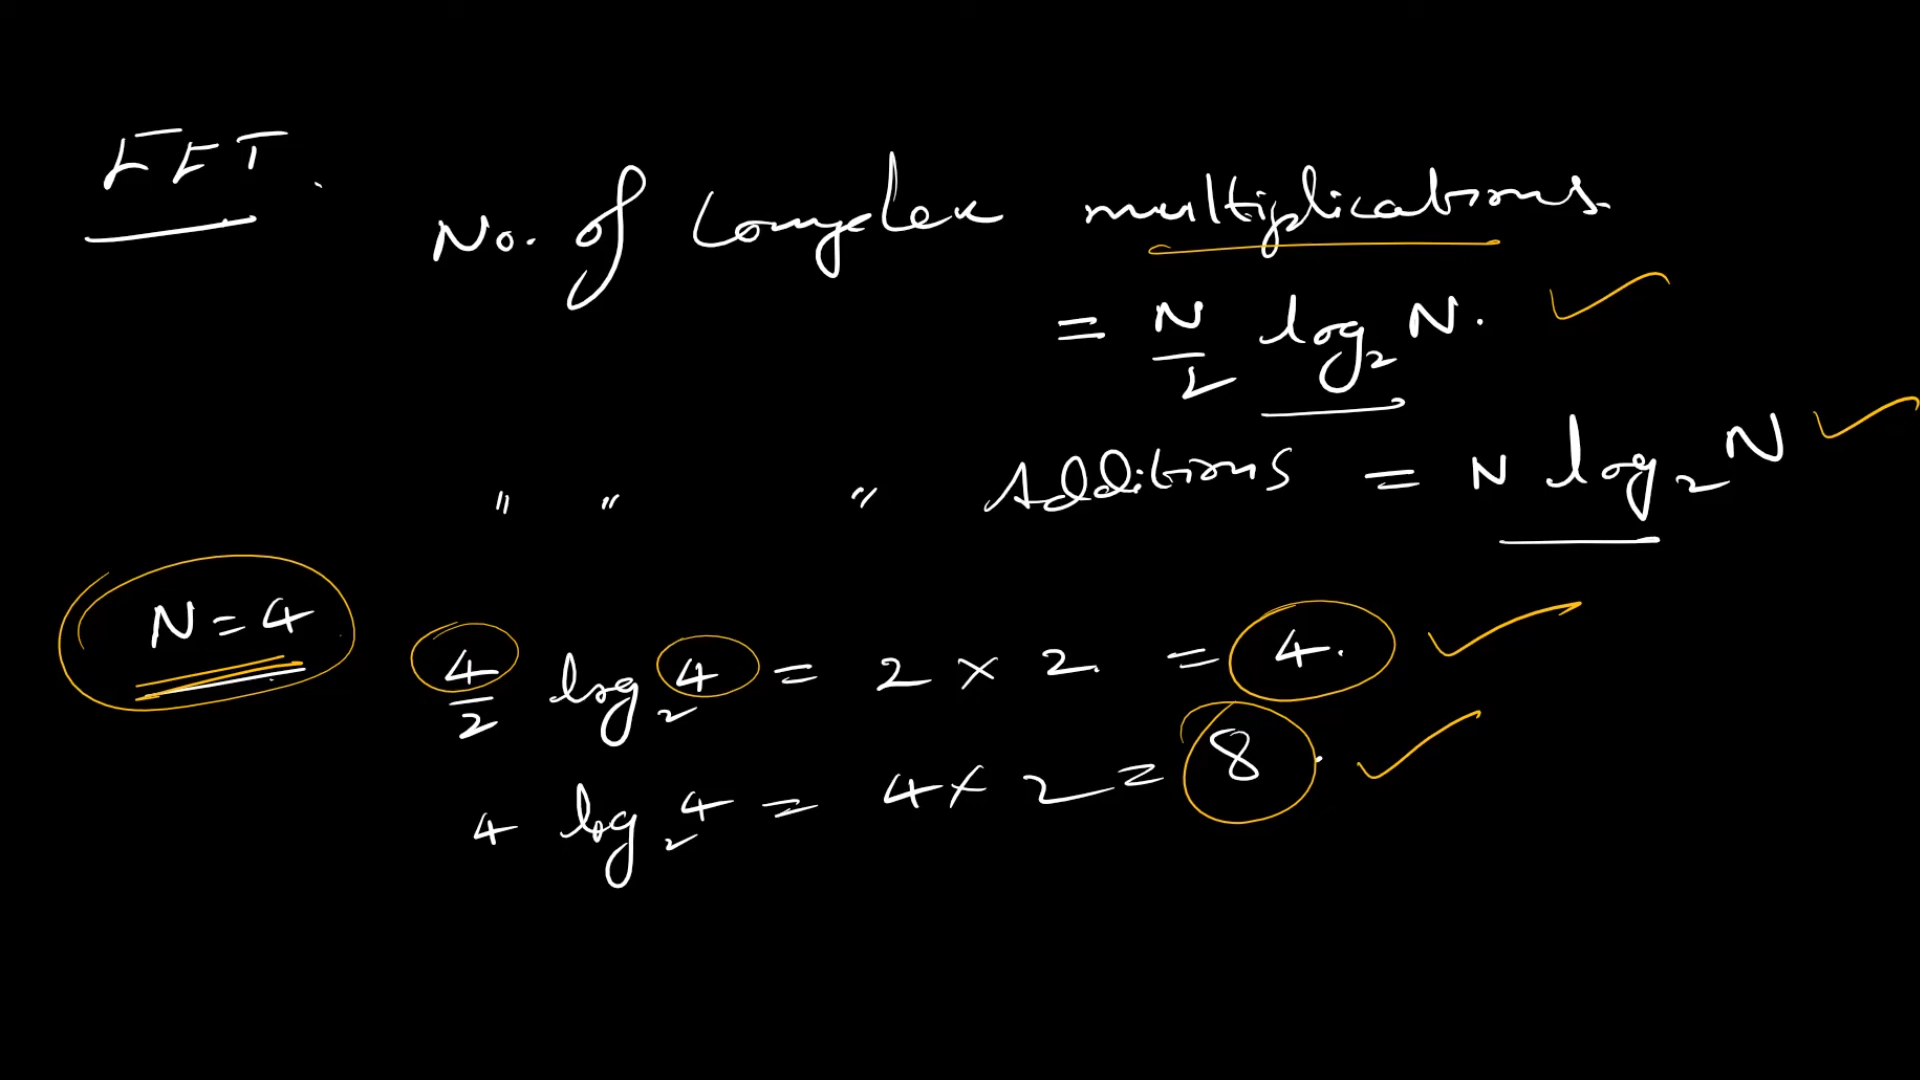 FFT.
No. of Complex multiplications.
= N/2 log₂ N.
" " " Additions = N log₂ N
N = 4
4/2 log₂ 4 = 2 × 2 = 4.
4 log₂ 4 = 4 × 2 = 8.